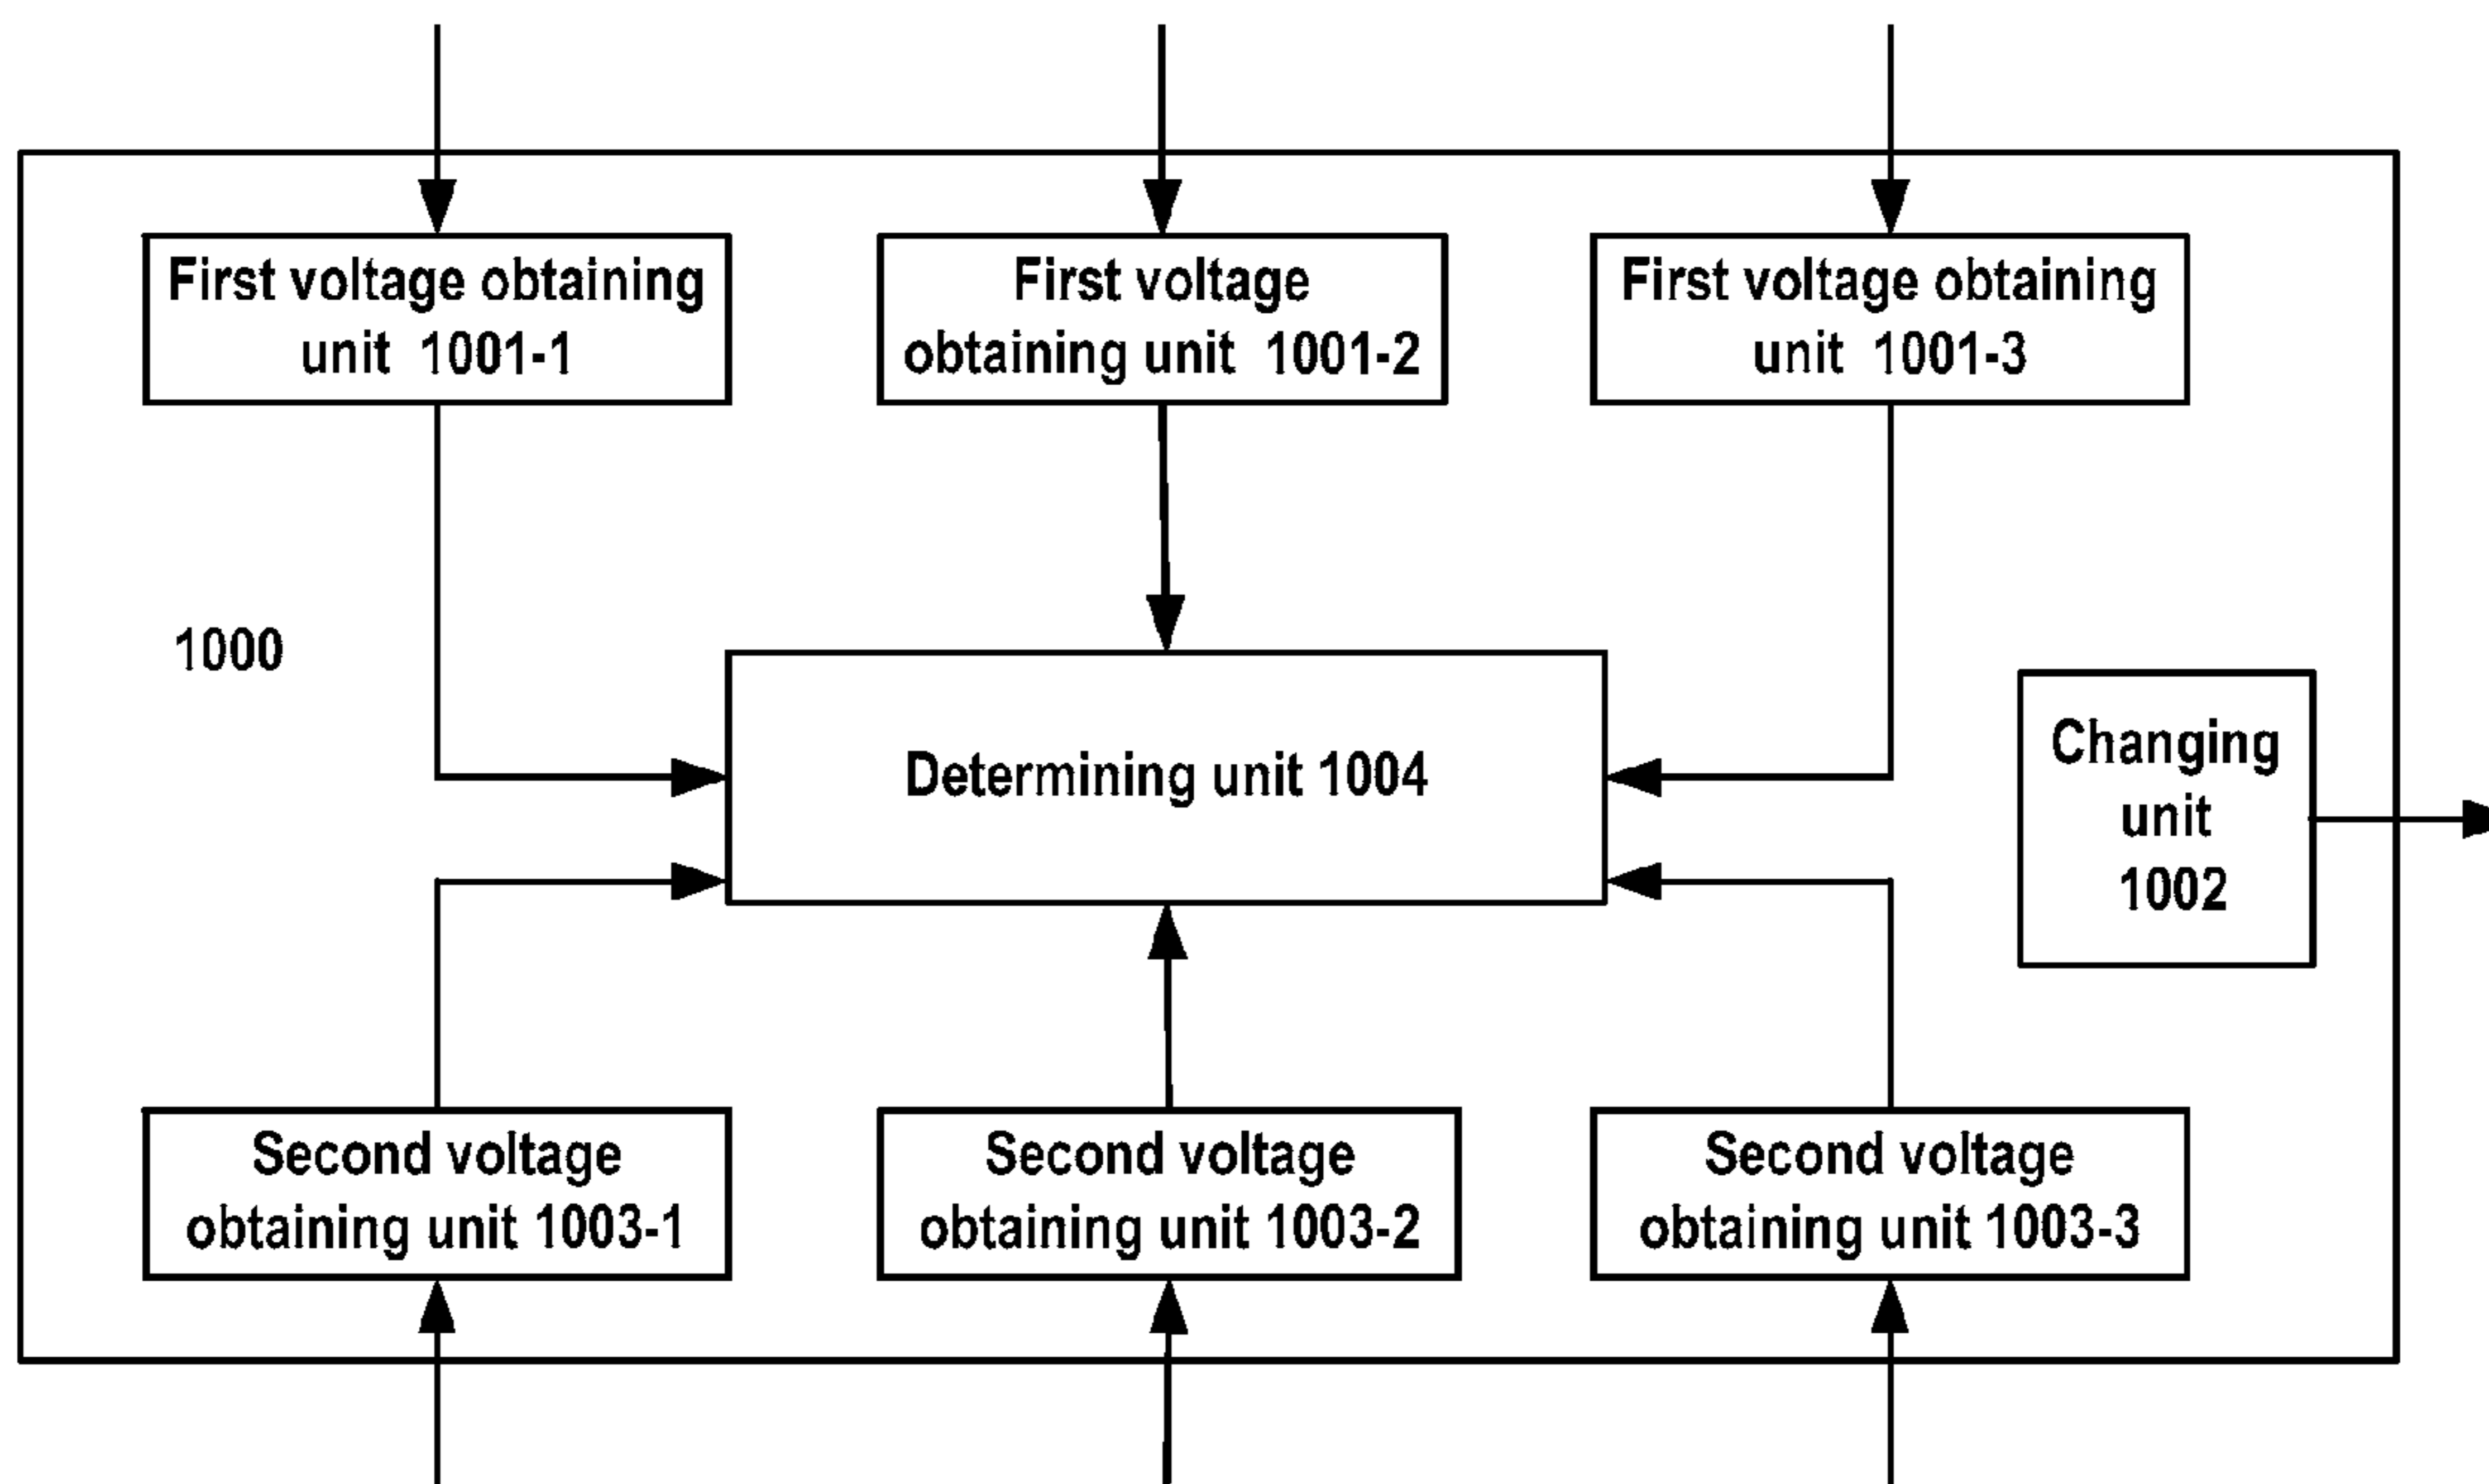 First voltage obtaining
unit 1001-1
First voltage
obtaining unit 1001-2
First voltage obtaining
unit 1001-3
1000
Determining unit 1004
Changing
unit
1002
Second voltage
obtaining unit 1003-1
Second voltage
obtaining unit 1003-2
Second voltage
obtaining unit 1003-3